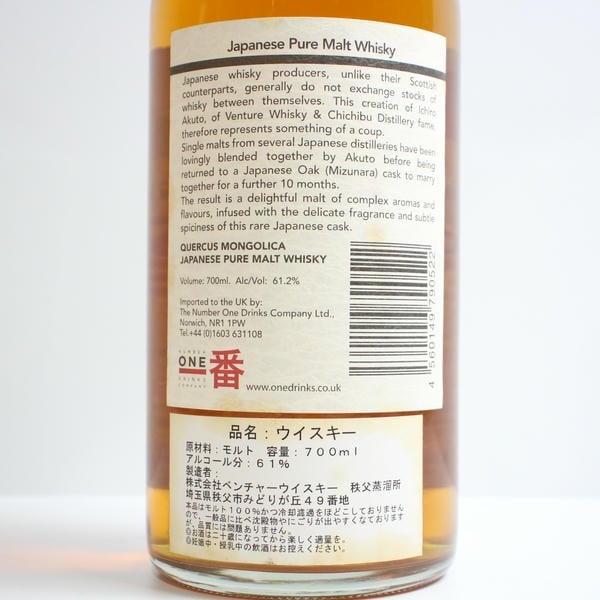 Japanese Pure Malt Whisky
Japanese whisky producers, unlike their Scottish
counterparts, generally do not exchange stocks of
whisky between themselves. This creation of Ichiro
Akuto, of Venture Whisky & Chichibu Distillery fame,
therefore represents something of a coup.
Single malts from several Japanese distilleries have been
lovingly blended together by Akuto before being
returned to a Japanese Oak (Mizunara) cask to marry
together for a further 10 months.
The result is a delightful malt of complex aromas and
flavours, infused with the delicate fragrance and subtle
spiciness of this rare Japanese cask.
QUERCUS MONGOLICA
JAPANESE PURE MALT WHISKY
Volume: 700ml. Alc/Vol: 61.2%
Imported to the UK by:
The Number One Drinks Company Ltd.,
Norwich, NR1 1PW
Tel.+44 (0)1603 631108
NUMBER
ONE
DRINKS
COMPANY
一番
www.onedrinks.co.uk
4 560149 790522
品名：ウイスキー
原材料：モルト 容量：700ml
アルコール分：61%
製造者：
株式会社ベンチャーウイスキー 秩父蒸溜所
埼玉県秩父市みどりが丘49番地
本品はモルト100%かつ冷却濾過をほどこしておりません
ので、一般品に比べ沈殿物やにごりが出やすくなっており
ますが、品質には問題ありません。
◎お酒は二十歳になってから楽しく適量を。
◎妊娠中・授乳中の飲酒はお控えください。